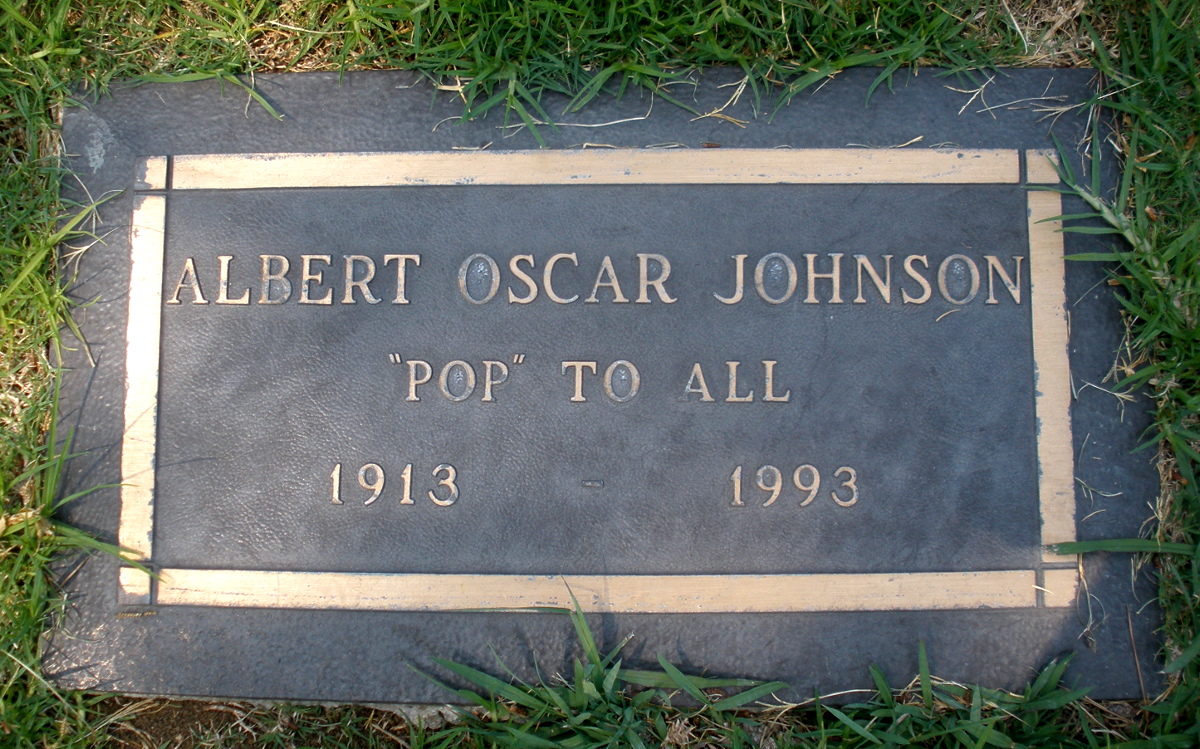 ALBERT OSCAR JOHNSON
"POP" TO ALL
1913 - 1993